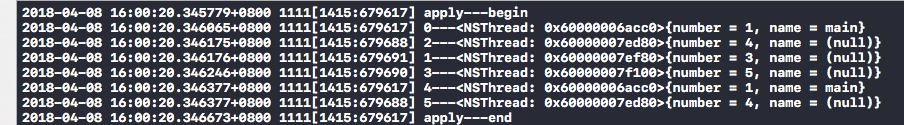 2018-04-08 16:00:20.345779+0800 1111[1415:679617] apply---begin
2018-04-08 16:00:20.346065+0800 1111[1415:679617] 0---<NSThread: 0x60000006acc0>{number = 1, name = main}
2018-04-08 16:00:20.346175+0800 1111[1415:679688] 2---<NSThread: 0x60000007ed80>{number = 4, name = (null)}
2018-04-08 16:00:20.346176+0800 1111[1415:679691] 1---<NSThread: 0x60000007ef80>{number = 3, name = (null)}
2018-04-08 16:00:20.346246+0800 1111[1415:679690] 3---<NSThread: 0x60000007f100>{number = 5, name = (null)}
2018-04-08 16:00:20.346377+0800 1111[1415:679617] 4---<NSThread: 0x60000006acc0>{number = 1, name = main}
2018-04-08 16:00:20.346377+0800 1111[1415:679688] 5---<NSThread: 0x60000007ed80>{number = 4, name = (null)}
2018-04-08 16:00:20.346673+0800 1111[1415:679617] apply---end